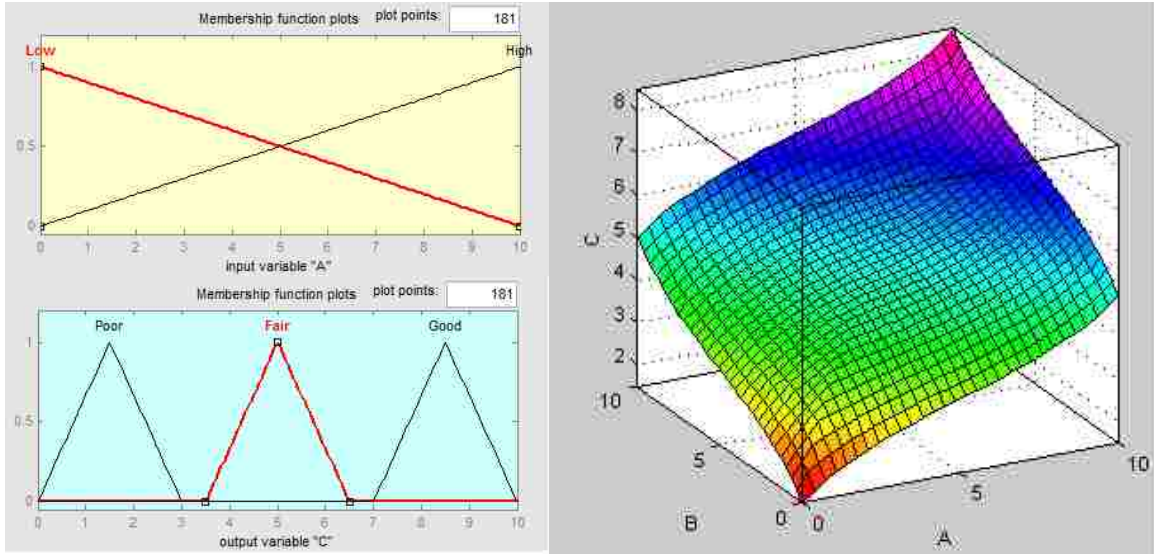 Membership function plots plot points: 181
Low High
1
0.5
0
0 1 2 3 4 5 6 7 8 9 10
input variable "A"
Membership function plots plot points: 181
Poor Fair Good
1
0.5
0
0 1 2 3 4 5 6 7 8 9 10
output variable "C"
8
7
6
5
4
3
2
C
10
5
0
B
0
5
10
A